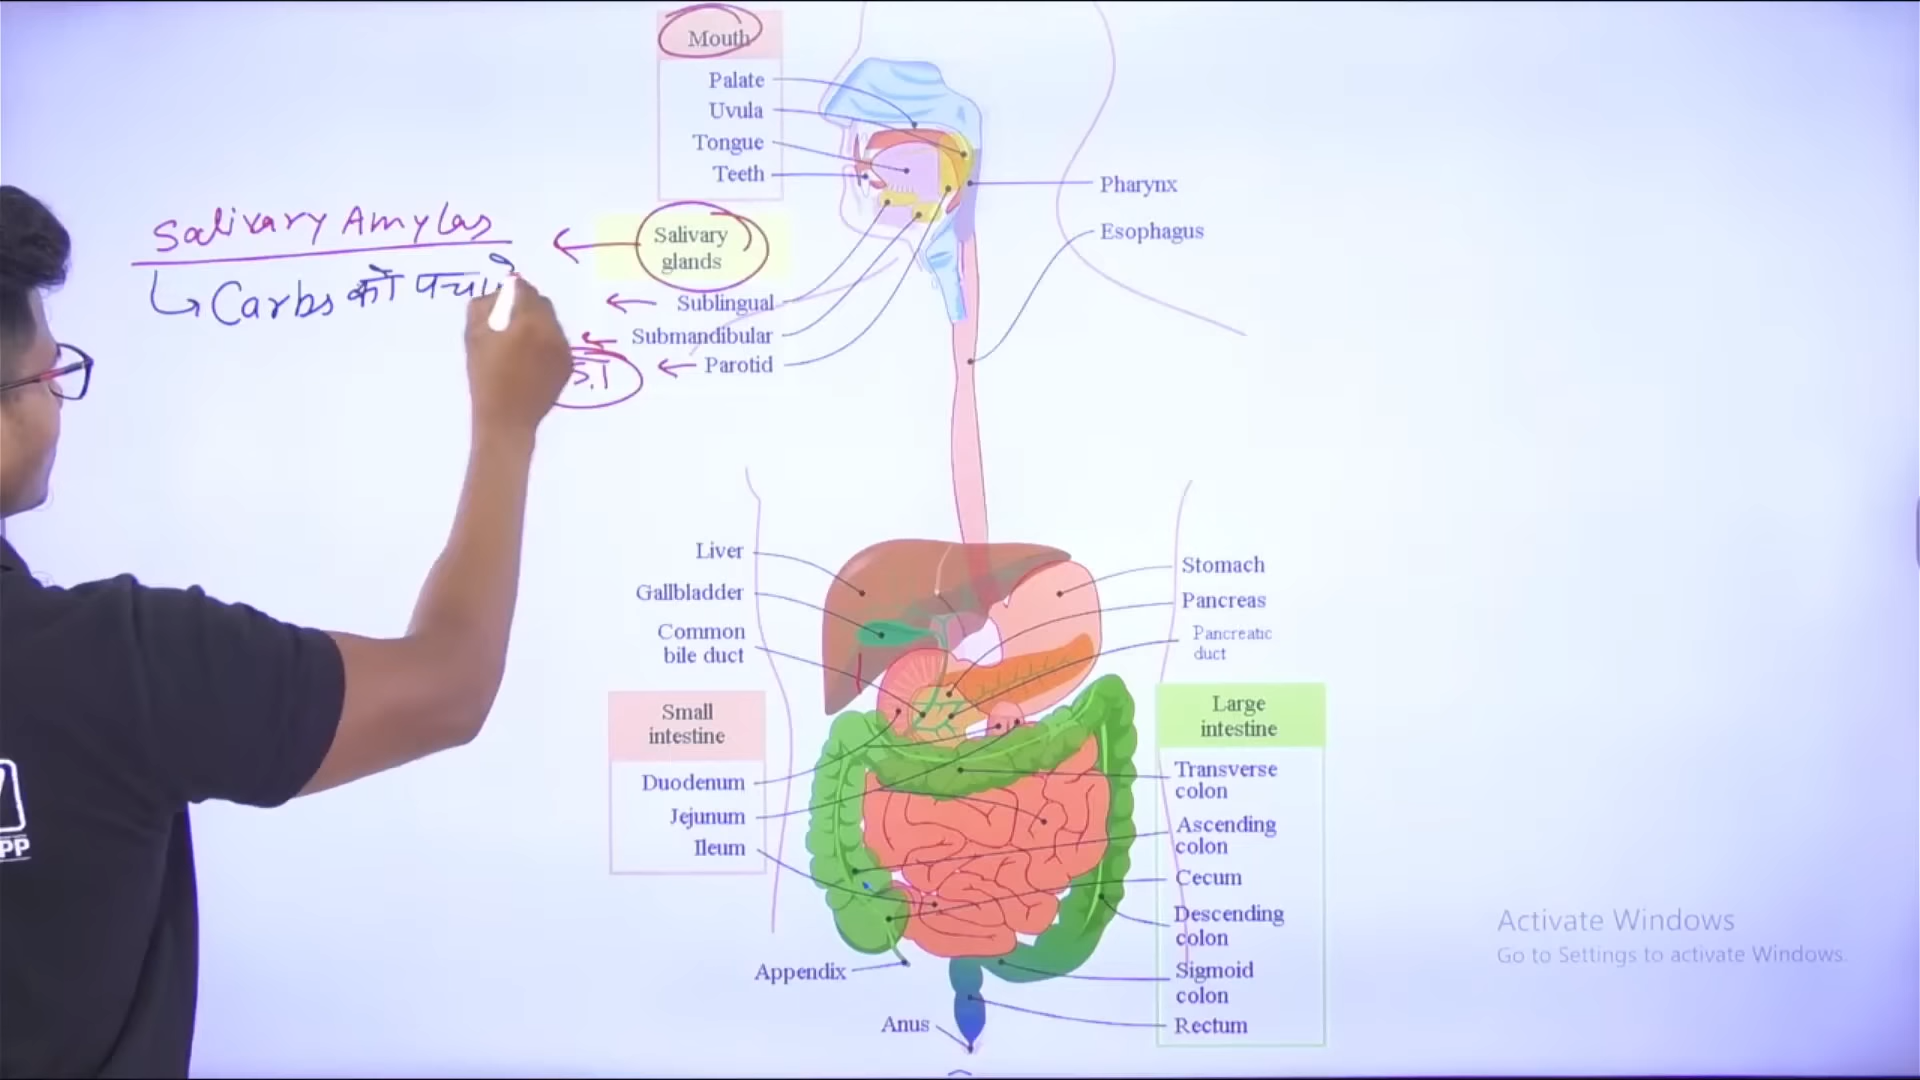 Mouth
Palate
Uvula
Tongue
Teeth
Pharynx
Esophagus
Salivary Amylas
Carbs को
Salivary
glands
Sublingual
Submandibular
Parotid
Liver
Gallbladder
Common
bile duct
Stomach
Pancreas
Pancreatic
duct
Small
intestine
Duodenum
Jejunum
Ileum
Large
intestine
Transverse
colon
Ascending
colon
Cecum
Descending
colon
Sigmoid
colon
Rectum
Appendix
Anus
Activate Windows
Go to Settings to activate Windows.
PP